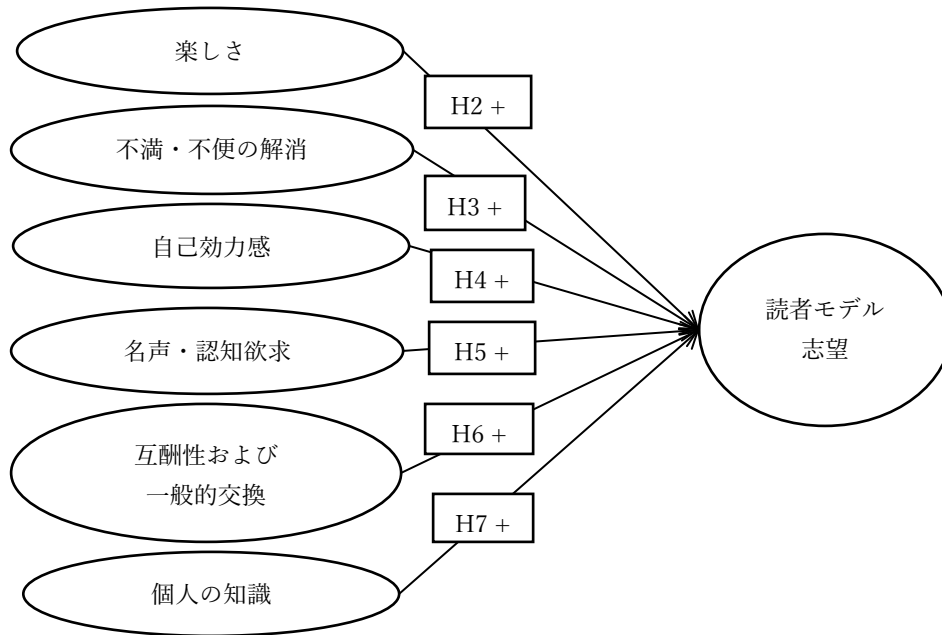 楽しさ
H2 +
不満・不便の解消
H3 +
自己効力感
H4 +
名声・認知欲求
H5 +
互酬性および
一般的交換
H6 +
個人の知識
H7 +
読者モデル
志望